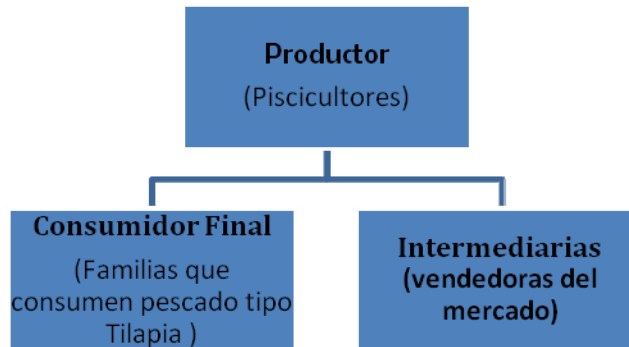 Productor
(Piscicultores)
Consumidor Final
(Familias que
consumen pescado tipo
Tilapia )
Intermediarias
(vendedoras del
mercado)